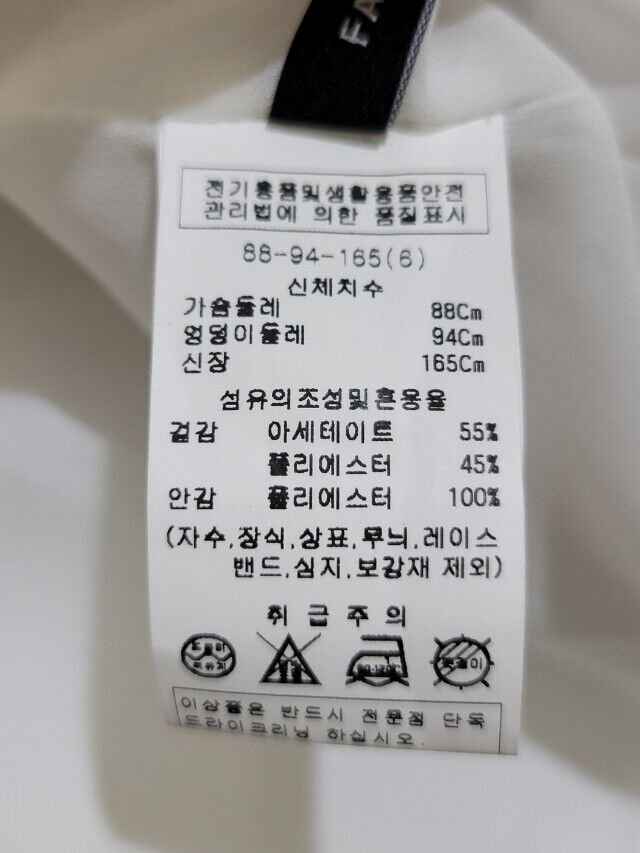 FA
전기용품및생활용품안전
관리법에 의한 품질표시
88-94-165(6)
신체치수
가슴둘레 88Cm
엉덩이둘레 94Cm
신장 165Cm
섬유의조성및혼용율
겉감 아세테이트 55%
폴리에스터 45%
안감 폴리에스터 100%
(자수,장식,상표,무늬,레이스
밴드,심지,보강재 제외)
취급주의
드라이
이상품은 반드시 전문점 단독
드라이크리닝 하십시오.